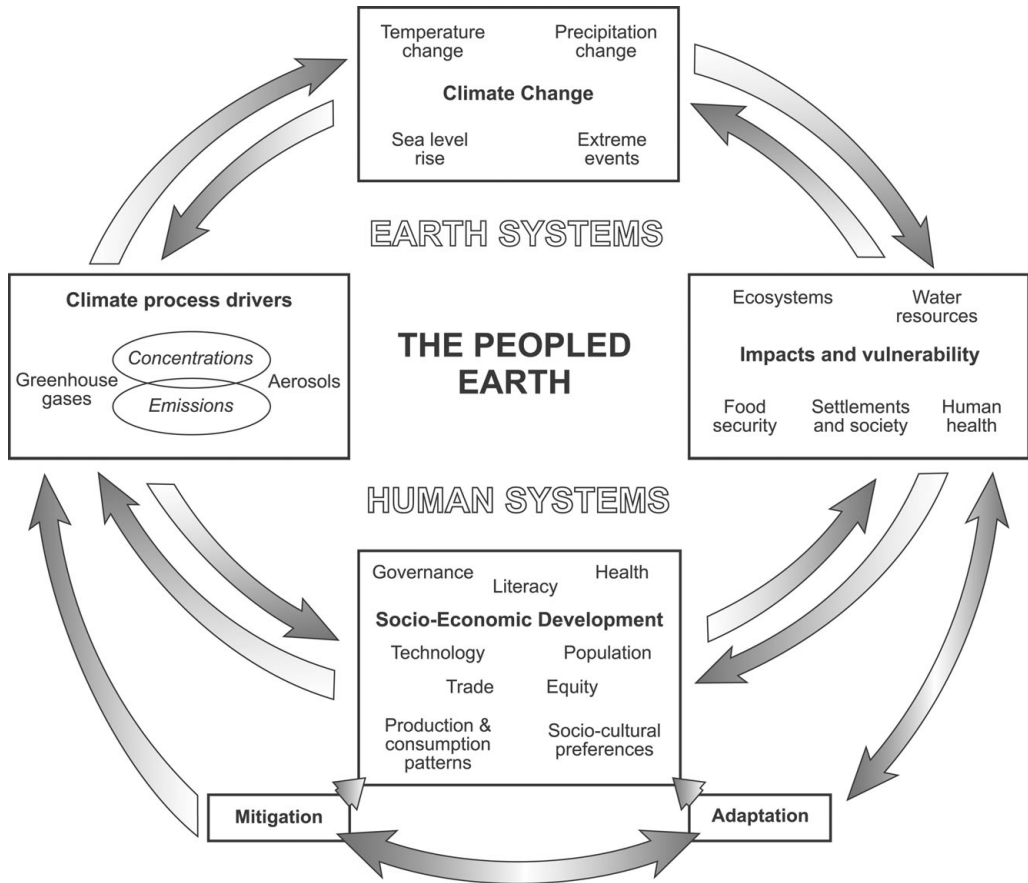 Temperature
change
Precipitation
change
Climate Change
Sea level
rise
Extreme
events
EARTH SYSTEMS
Climate process drivers
Concentrations
Greenhouse
gases
Aerosols
Emissions
THE PEOPLED
EARTH
Ecosystems
Water
resources
Impacts and vulnerability
Food
security
Settlements
and society
Human
health
HUMAN SYSTEMS
Governance
Literacy
Health
Socio-Economic Development
Technology
Population
Trade
Equity
Production &
consumption
patterns
Socio-cultural
preferences
Mitigation
Adaptation